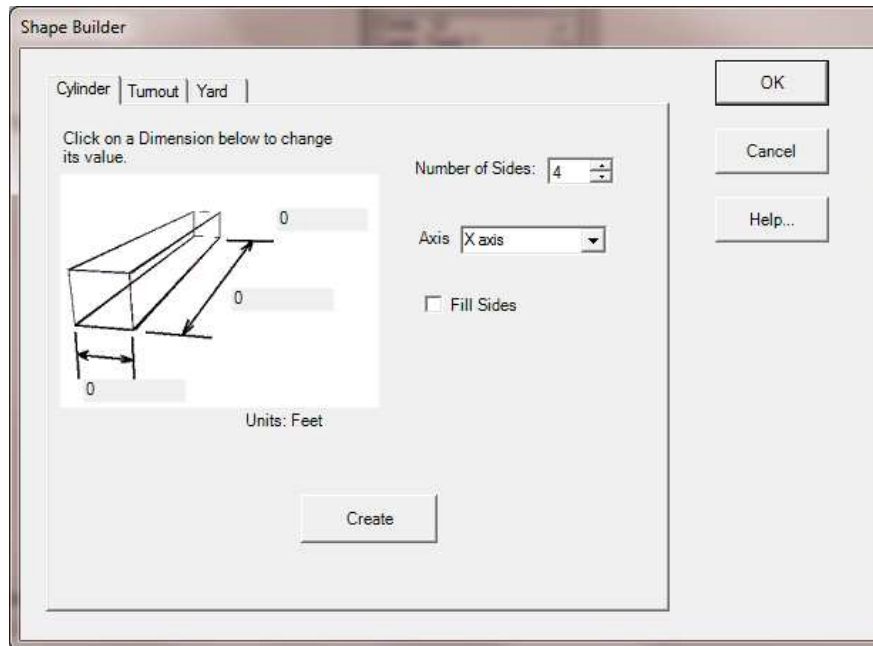 Shape Builder
Cylinder
Turnout
Yard
Click on a Dimension below to change
its value.
0
0
0
Units: Feet
Number of Sides: 4
Axis X axis
Fill Sides
Create
OK
Cancel
Help...